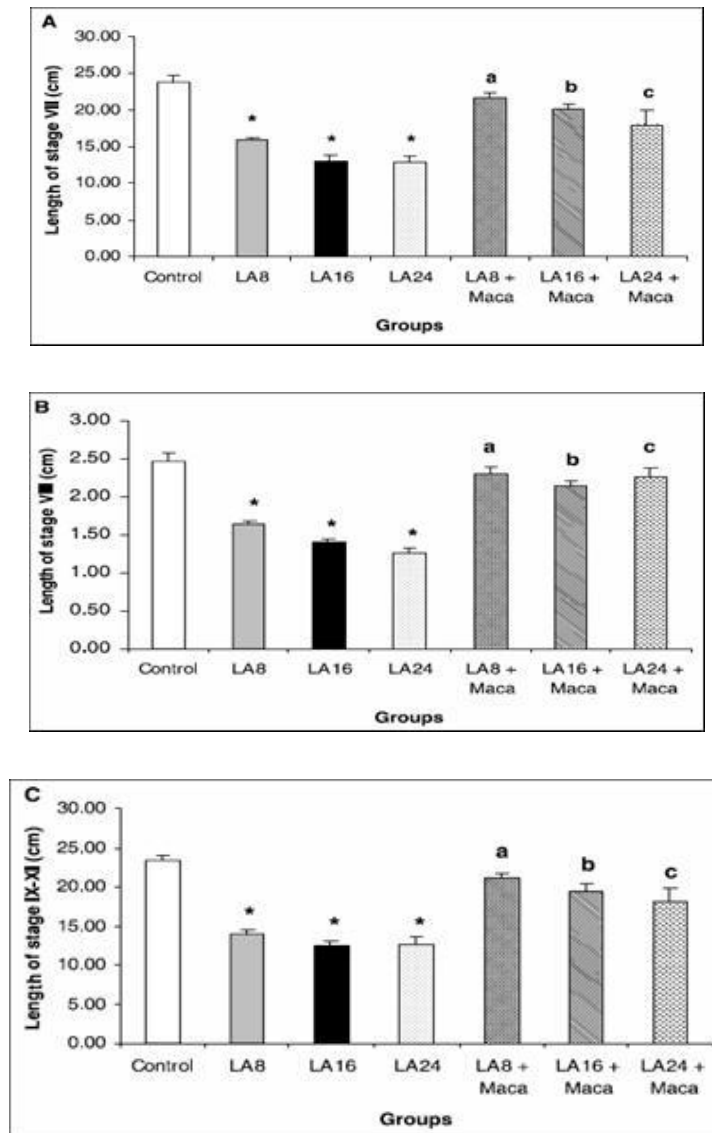 A
Length of stage VII (cm)
30.00
25.00
20.00
15.00
10.00
5.00
0.00
*
*
*
a
b
c
Control LA8 LA16 LA24 LA8 + Maca LA16 + Maca LA24 + Maca
Groups
B
Length of stage VIII (cm)
3.00
2.50
2.00
1.50
1.00
0.50
0.00
*
*
*
a
b
c
Control LA8 LA16 LA24 LA8 + Maca LA16 + Maca LA24 + Maca
Groups
C
Length of stage IX-XI (cm)
30.00
25.00
20.00
15.00
10.00
5.00
0.00
*
*
*
a
b
c
Control LA8 LA16 LA24 LA8 + Maca LA16 + Maca LA24 + Maca
Groups